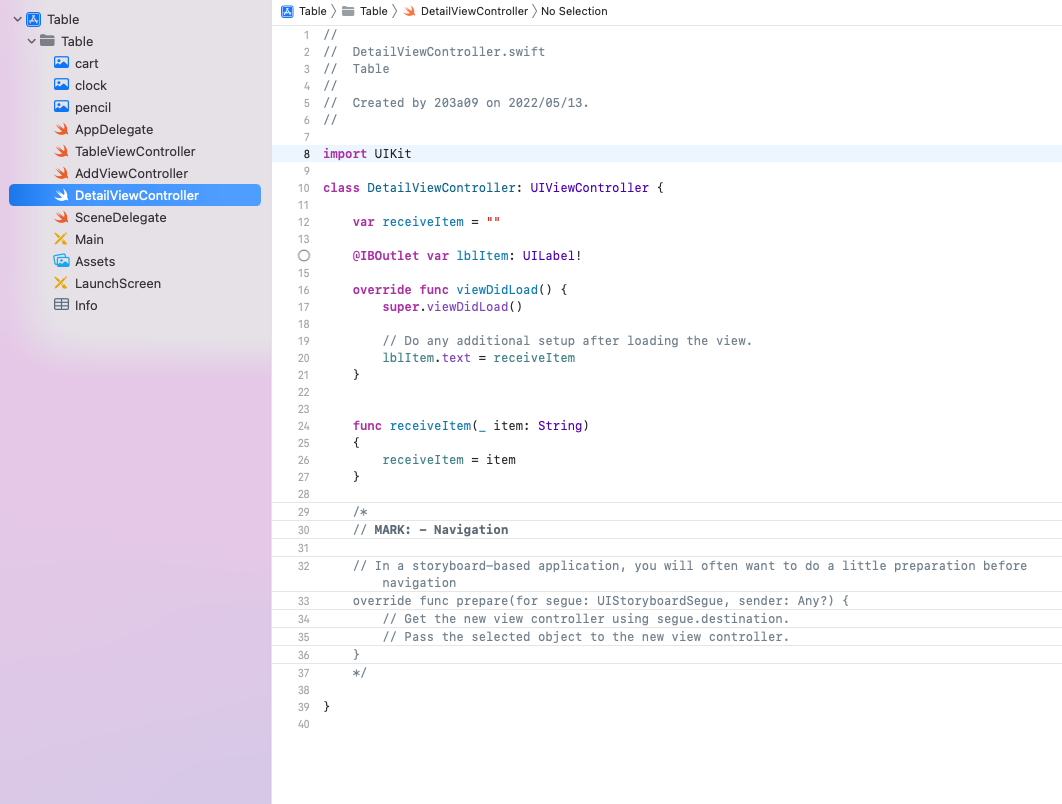 Table
Table
cart
clock
pencil
AppDelegate
TableViewController
AddViewController
DetailViewController
SceneDelegate
Main
Assets
LaunchScreen
Info
Table 〉 Table 〉 DetailViewController 〉 No Selection
1 //
2 //  DetailViewController.swift
3 //  Table
4 //
5 //  Created by 203a09 on 2022/05/13.
6 //
7
8 import UIKit
9
10 class DetailViewController: UIViewController {
11
12     var receiveItem = ""
13
    @IBOutlet var lblItem: UILabel!
15
16     override func viewDidLoad() {
17         super.viewDidLoad()
18
19         // Do any additional setup after loading the view.
20         lblItem.text = receiveItem
21     }
22
23
24     func receiveItem(_ item: String)
25     {
26         receiveItem = item
27     }
28
29     /*
30     // MARK: - Navigation
31
32     // In a storyboard-based application, you will often want to do a little preparation before
navigation
33     override func prepare(for segue: UIStoryboardSegue, sender: Any?) {
34         // Get the new view controller using segue.destination.
35         // Pass the selected object to the new view controller.
36     }
37     */
38
39 }
40